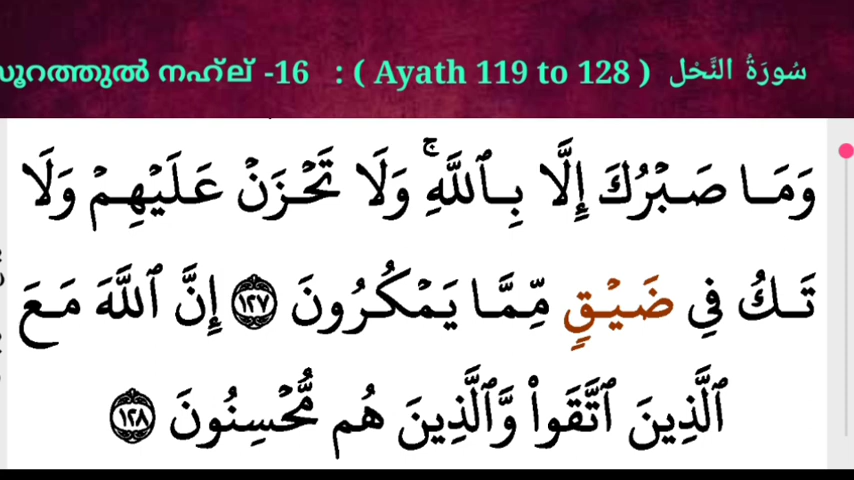 സൂറത്തുൽ നഹ്ല് -16 : ( Ayath 119 to 128 ) سُورَةُ النَّحْل
وَمَا صَبْرُكَ إِلَّا بِٱللَّهِۚ وَلَا تَحْزَنْ عَلَيْهِمْ وَلَا
تَكُ فِي ضَيْقٍ مِّمَّا يَمْكُرُونَ ١٢٧ إِنَّ ٱللَّهَ مَعَ
ٱلَّذِينَ ٱتَّقَوا۟ وَّٱلَّذِينَ هُم مُّحْسِنُونَ ١٢٨